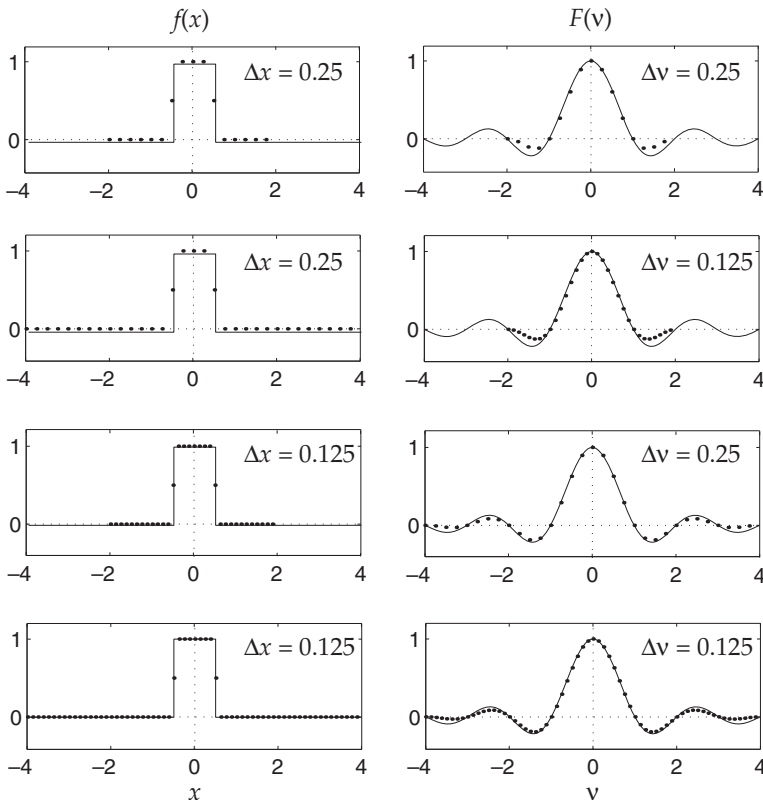 f(x) F(ν)
1 Δx = 0.25 1 Δν = 0.25
0 0
−4 −2 0 2 4 −4 −2 0 2 4
1 Δx = 0.25 1 Δν = 0.125
0 0
−4 −2 0 2 4 −4 −2 0 2 4
1 Δx = 0.125 1 Δν = 0.25
0 0
−4 −2 0 2 4 −4 −2 0 2 4
1 Δx = 0.125 1 Δν = 0.125
0 0
−4 −2 0 2 4 −4 −2 0 2 4
x ν